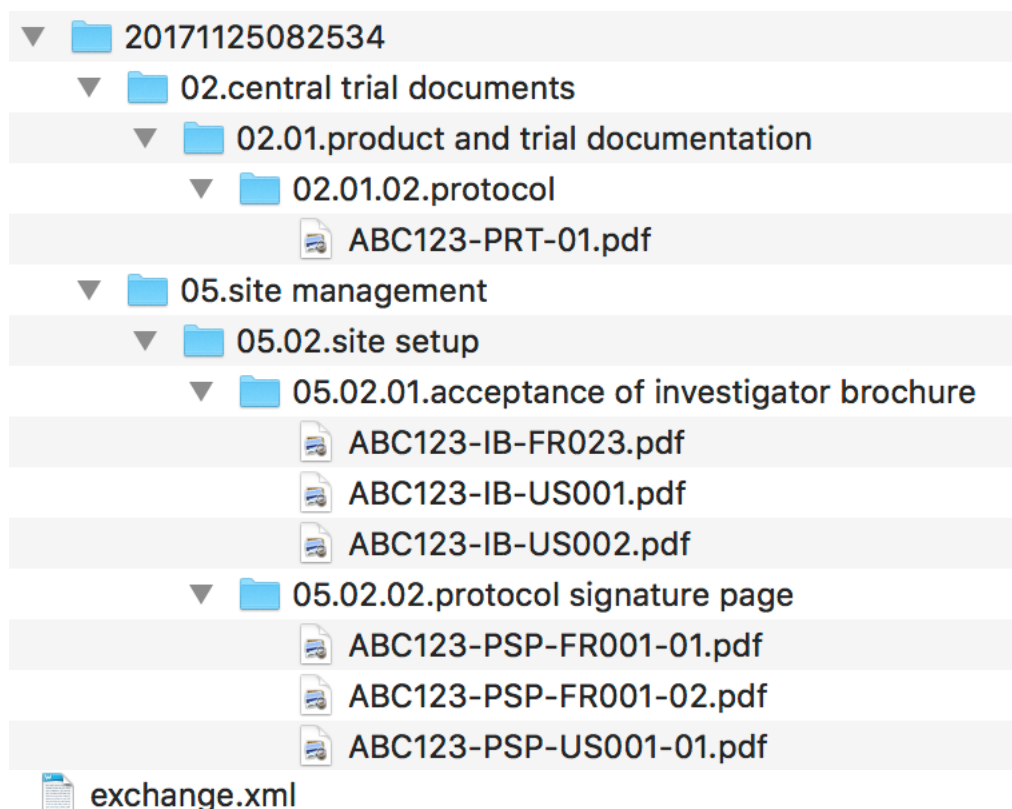 20171125082534
02.central trial documents
02.01.product and trial documentation
02.01.02.protocol
ABC123-PRT-01.pdf
05.site management
05.02.site setup
05.02.01.acceptance of investigator brochure
ABC123-IB-FR023.pdf
ABC123-IB-US001.pdf
ABC123-IB-US002.pdf
05.02.02.protocol signature page
ABC123-PSP-FR001-01.pdf
ABC123-PSP-FR001-02.pdf
ABC123-PSP-US001-01.pdf
exchange.xml